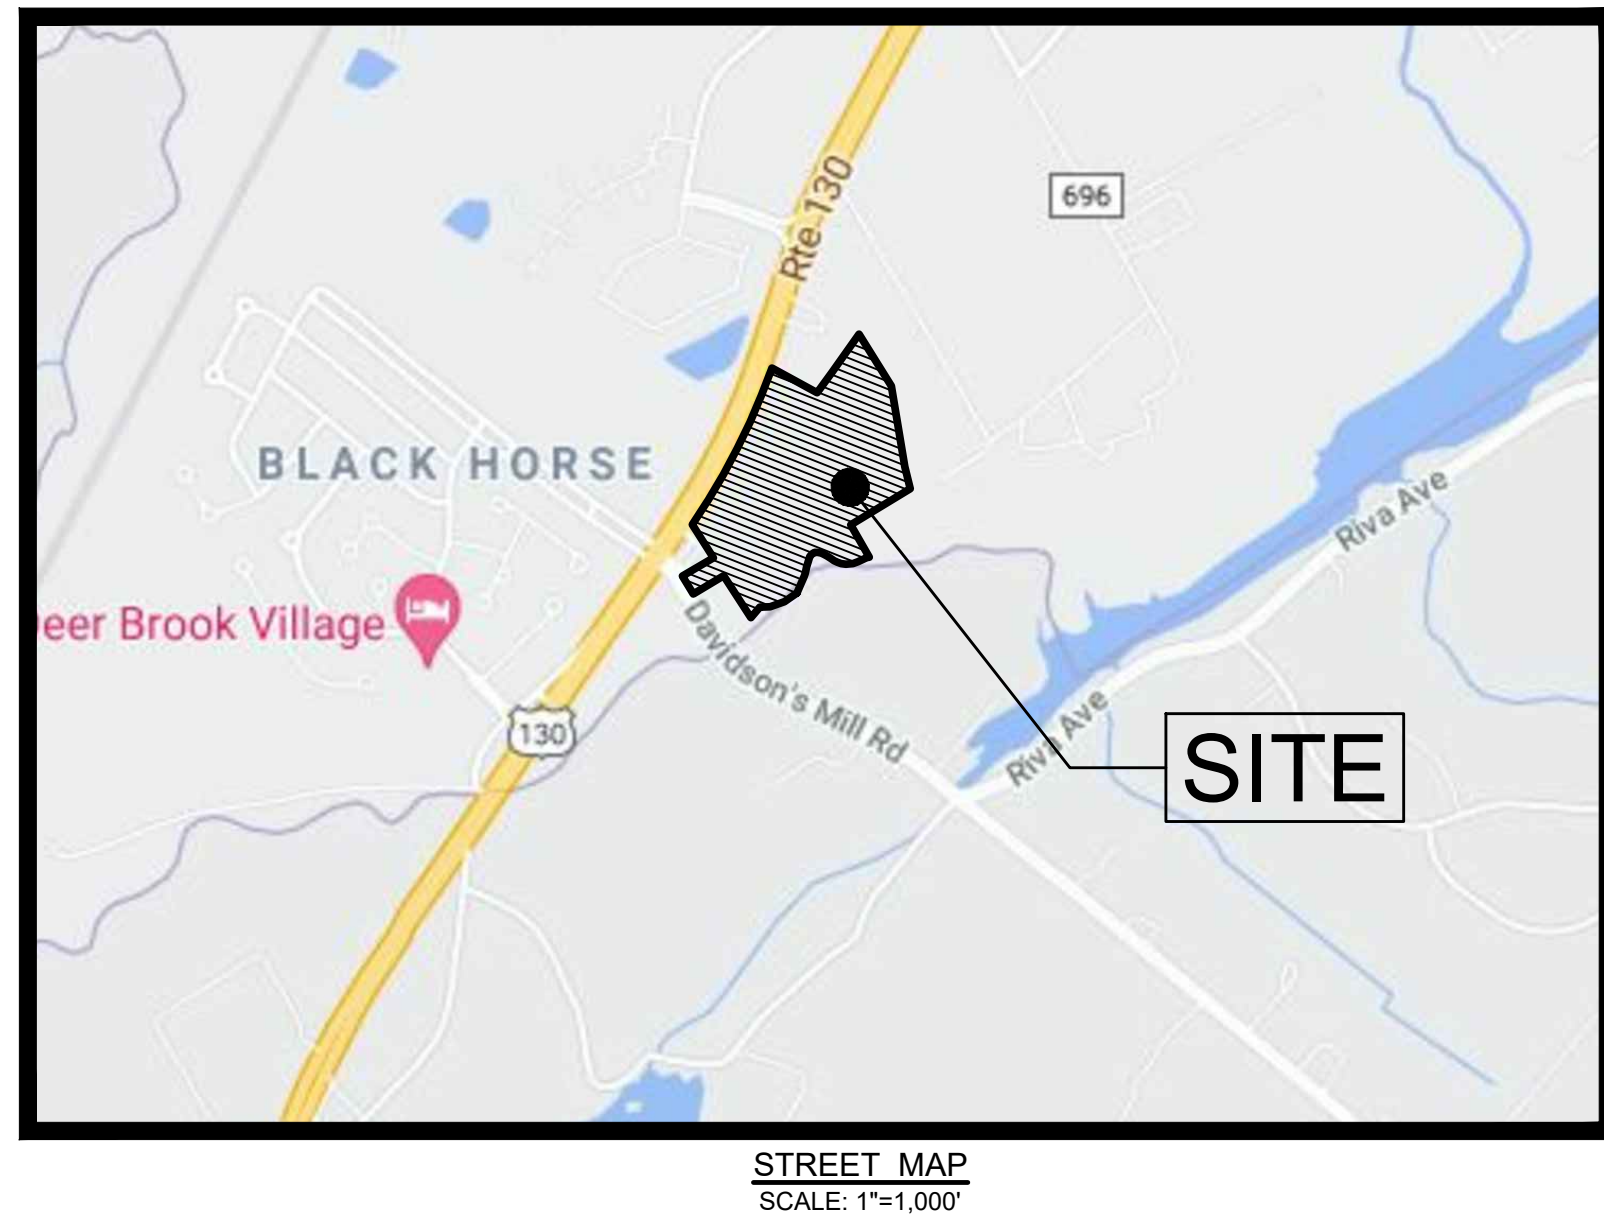 Rte 130
696
BLACK HORSE
Riva Ave
eer Brook Village
Davidson's Mill Rd
130
Riva Ave
SITE
STREET MAP
SCALE: 1"=1,000'